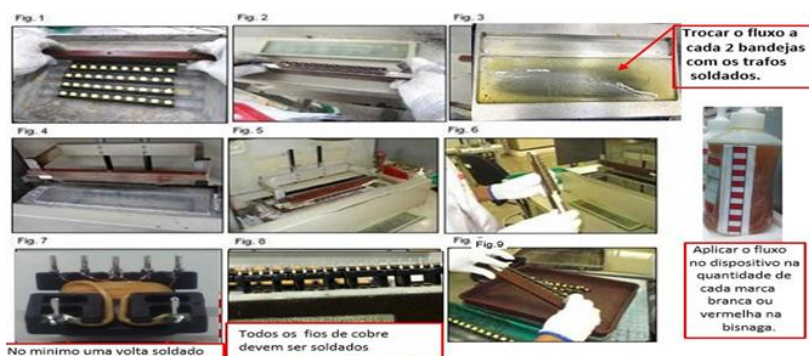 Fig. 1
Fig. 2
Fig. 3
Trocar o fluxo a
cada 2 bandejas
com os trafos
soldados.
Fig. 4
Fig. 5
Fig. 6
Fig. 7
Fig. 8
Fig.9
Aplicar o fluxo
no dispositivo na
quantidade de
cada marca
branca ou
vermelha na
bisnaga.
No minimo uma volta soldado
Todos os fios de cobre
devem ser soldados